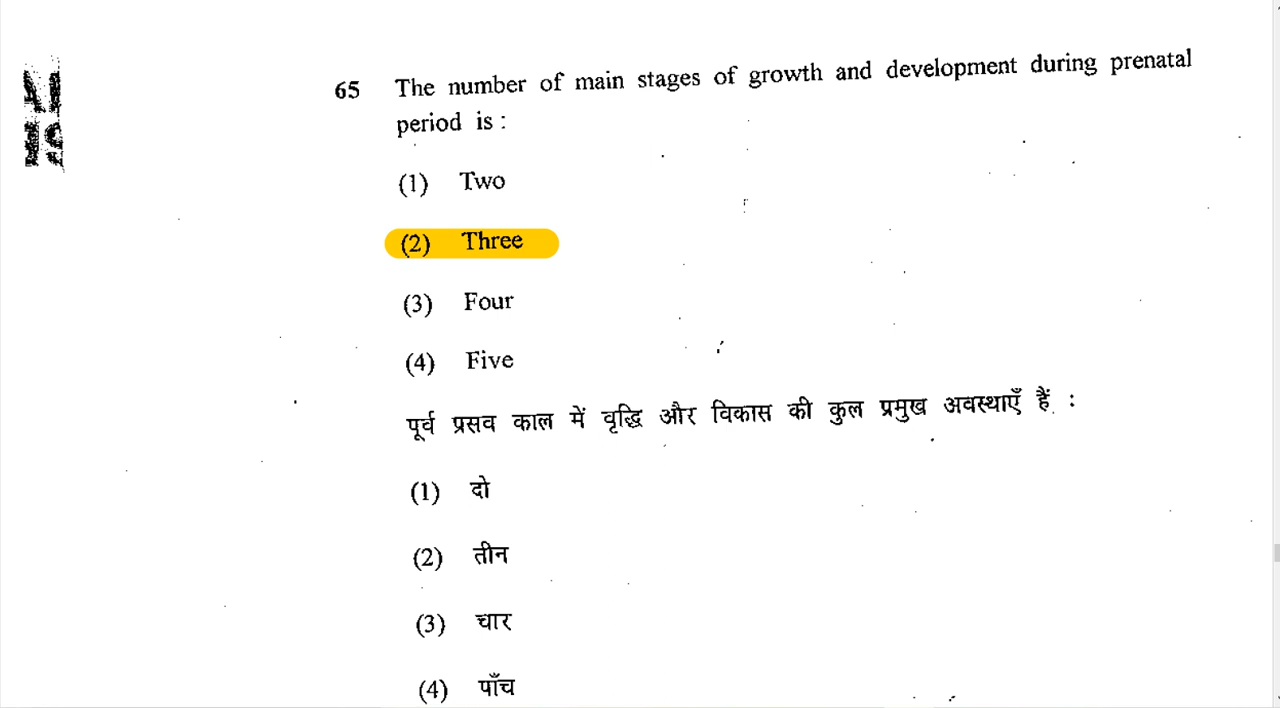 65 The number of main stages of growth and development during prenatal
period is :
(1) Two
(2) Three
(3) Four
(4) Five
पूर्व प्रसव काल में वृद्धि और विकास की कुल प्रमुख अवस्थाएँ हैं :
(1) दो
(2) तीन
(3) चार
(4) पाँच